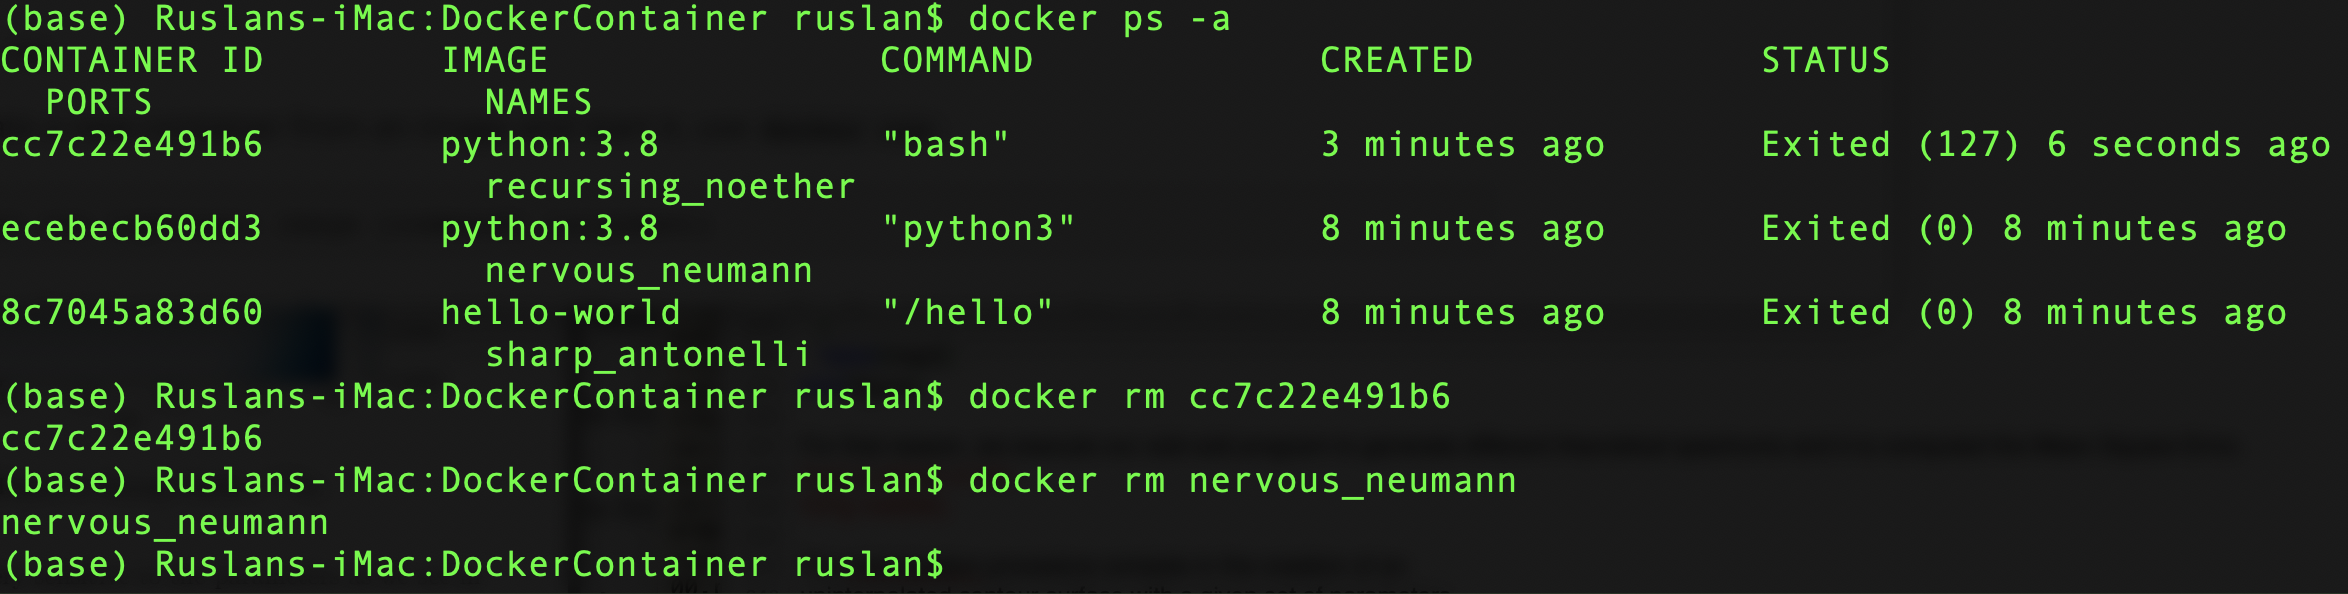 (base) Ruslans-iMac:DockerContainer ruslan$ docker ps -a
CONTAINER ID        IMAGE               COMMAND             CREATED             STATUS
  PORTS               NAMES
cc7c22e491b6        python:3.8          "bash"              3 minutes ago       Exited (127) 6 seconds ago
                      recursing_noether
ecebecb60dd3        python:3.8          "python3"           8 minutes ago       Exited (0) 8 minutes ago
                      nervous_neumann
8c7045a83d60        hello-world         "/hello"            8 minutes ago       Exited (0) 8 minutes ago
                      sharp_antonelli
(base) Ruslans-iMac:DockerContainer ruslan$ docker rm cc7c22e491b6
cc7c22e491b6
(base) Ruslans-iMac:DockerContainer ruslan$ docker rm nervous_neumann
nervous_neumann
(base) Ruslans-iMac:DockerContainer ruslan$